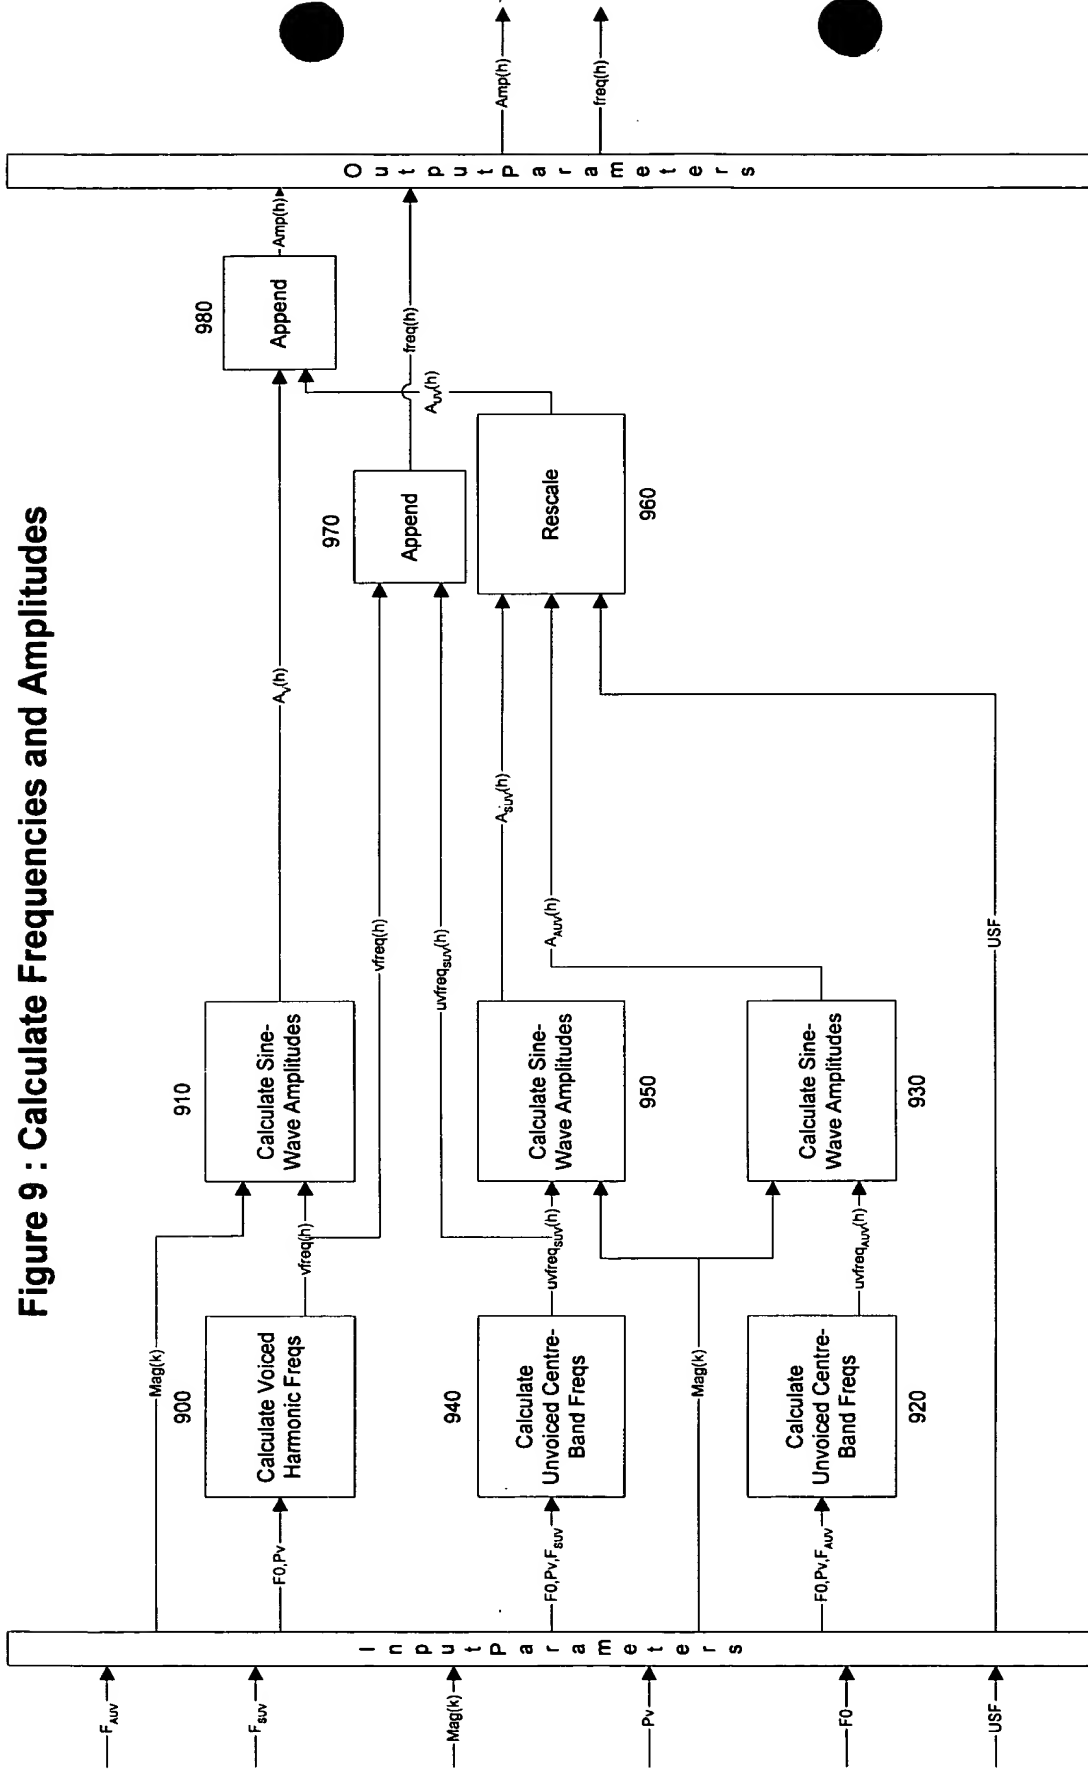 Figure 9 : Calculate Frequencies and Amplitudes
F_AUV
F_SUV
Mag(k)
Pv
F0
USF
Input Parameters
Mag(k)
F0,Pv
F0,Pv,F_SUV
Mag(k)
F0,Pv,F_AUV
900
Calculate Voiced
Harmonic Freqs
940
Calculate
Unvoiced Centre-
Band Freqs
Calculate
Unvoiced Centre-
Band Freqs
920
vfreq(h)
uvfreq_SUV(h)
uvfreq_AUV(h)
910
Calculate Sine-
Wave Amplitudes
Calculate Sine-
Wave Amplitudes
950
Calculate Sine-
Wave Amplitudes
930
A_v(h)
vfreq(h)
uvfreq_SUV(h)
A_SUV(h)
A_AUV(h)
USF
970
Append
Rescale
960
980
Append
A_UV(h)
freq(h)
Amp(h)
Output Parameters
Amp(h)
freq(h)